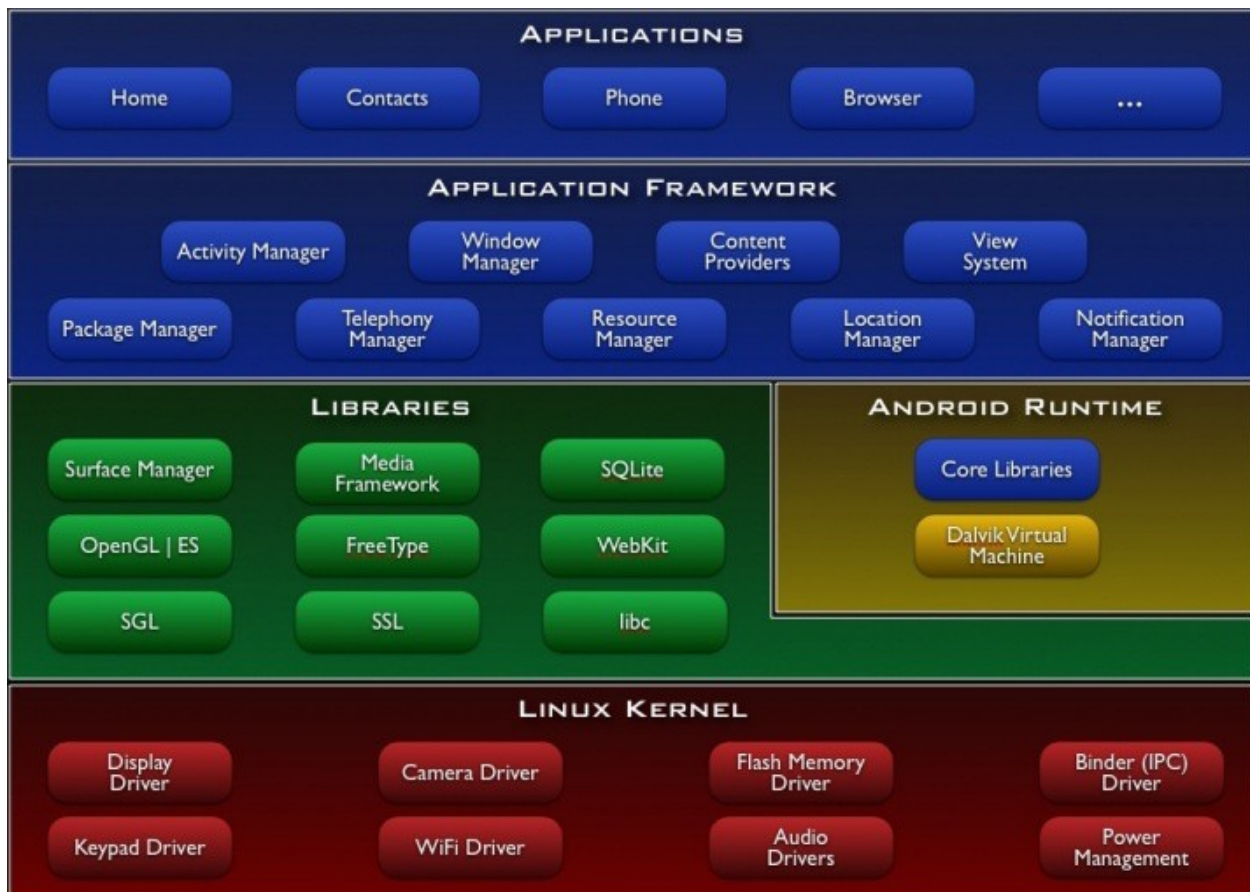 APPLICATIONS
Home
Contacts
Phone
Browser
...
APPLICATION FRAMEWORK
Activity Manager
Window
Manager
Content
Providers
View
System
Package Manager
Telephony
Manager
Resource
Manager
Location
Manager
Notification
Manager
LIBRARIES
Surface Manager
Media
Framework
SQLite
OpenGL | ES
FreeType
WebKit
SGL
SSL
libc
ANDROID RUNTIME
Core Libraries
Dalvik Virtual
Machine
LINUX KERNEL
Display
Driver
Camera Driver
Flash Memory
Driver
Binder (IPC)
Driver
Keypad Driver
WiFi Driver
Audio
Drivers
Power
Management